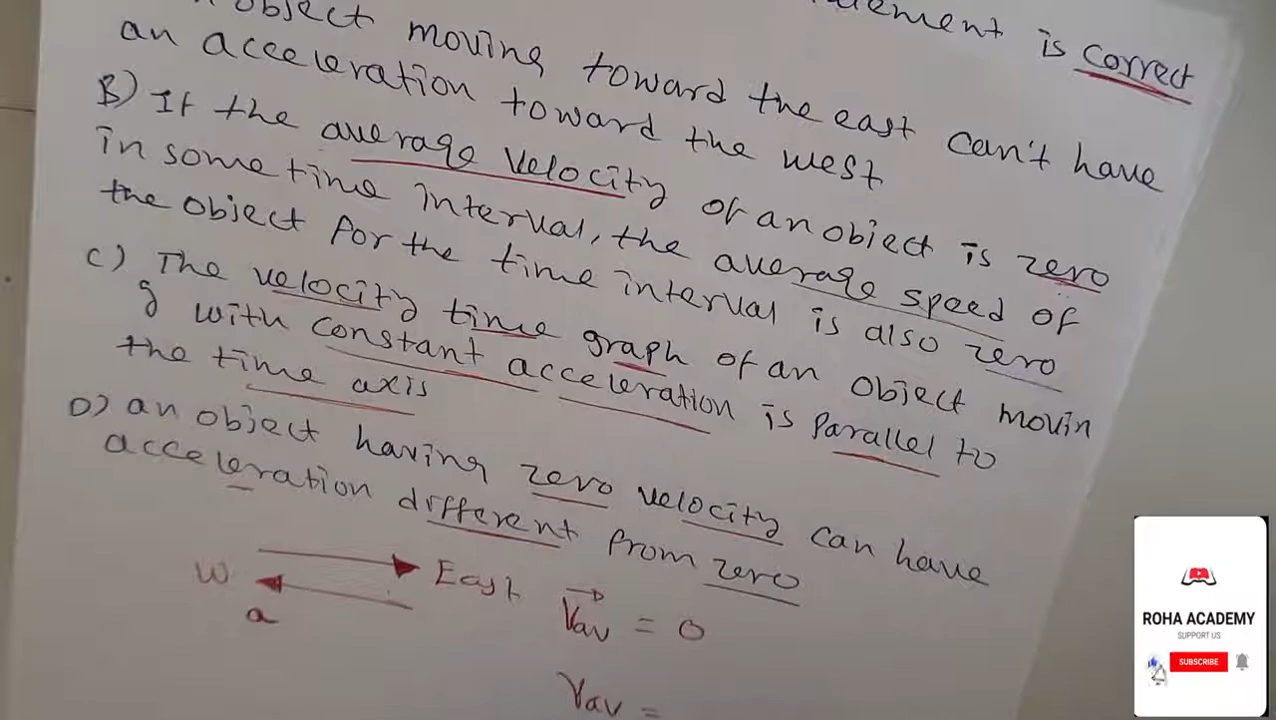 object moving toward the east can't have
is correct
an acceleration toward the west
B) If the average velocity of an object is zero
in some time interval, the average speed of
the object for the time interval is also zero
C) The velocity time graph of an object movin
g with constant acceleration is parallel to
the time axis
D) an object having zero velocity can have
acceleration different from zero
W
East
a
Vav = 0
Vav =
ROHA ACADEMY
SUPPORT US
SUBSCRIBE